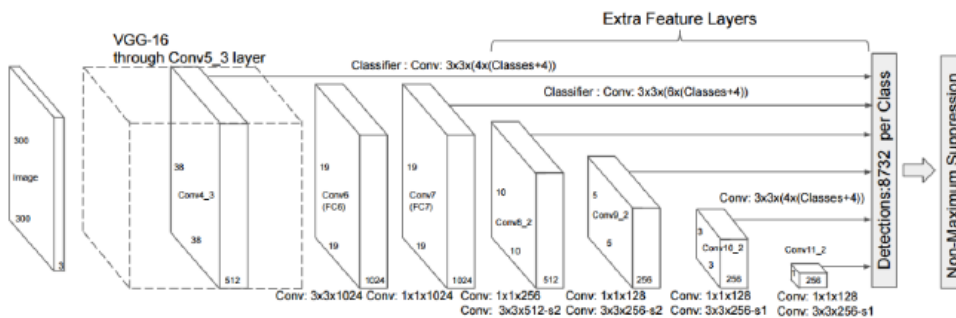 Extra Feature Layers
VGG-16
through Conv5_3 layer
Classifier : Conv: 3x3x(4x(Classes+4))
Classifier : Conv: 3x3x(6x(Classes+4))
300
Image
300
3
38
Conv4_3
38
512
19
Conv6
(FC6)
19
1024
19
Conv7
(FC7)
19
1024
10
Conv8_2
10
512
5
Conv9_2
5
256
Conv: 3x3x(4x(Classes+4))
3
Conv10_2
3
256
Conv11_2
256
Conv: 3x3x1024
Conv: 1x1x1024
Conv: 1x1x256
Conv: 3x3x512-s2
Conv: 1x1x128
Conv: 3x3x256-s2
Conv: 1x1x128
Conv: 3x3x256-s1
Conv: 1x1x128
Conv: 3x3x256-s1
Detections:8732 per Class
Non-Maximum Suppression